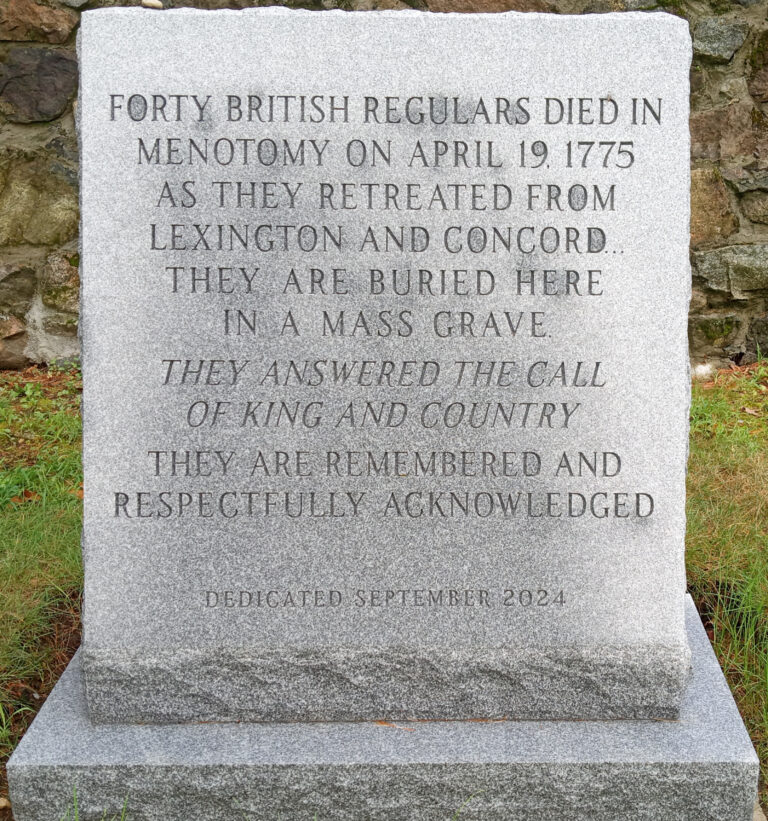 FORTY BRITISH REGULARS DIED IN
MENOTOMY ON APRIL 19, 1775
AS THEY RETREATED FROM
LEXINGTON AND CONCORD...
THEY ARE BURIED HERE
IN A MASS GRAVE.
THEY ANSWERED THE CALL
OF KING AND COUNTRY
THEY ARE REMEMBERED AND
RESPECTFULLY ACKNOWLEDGED
DEDICATED SEPTEMBER 2024